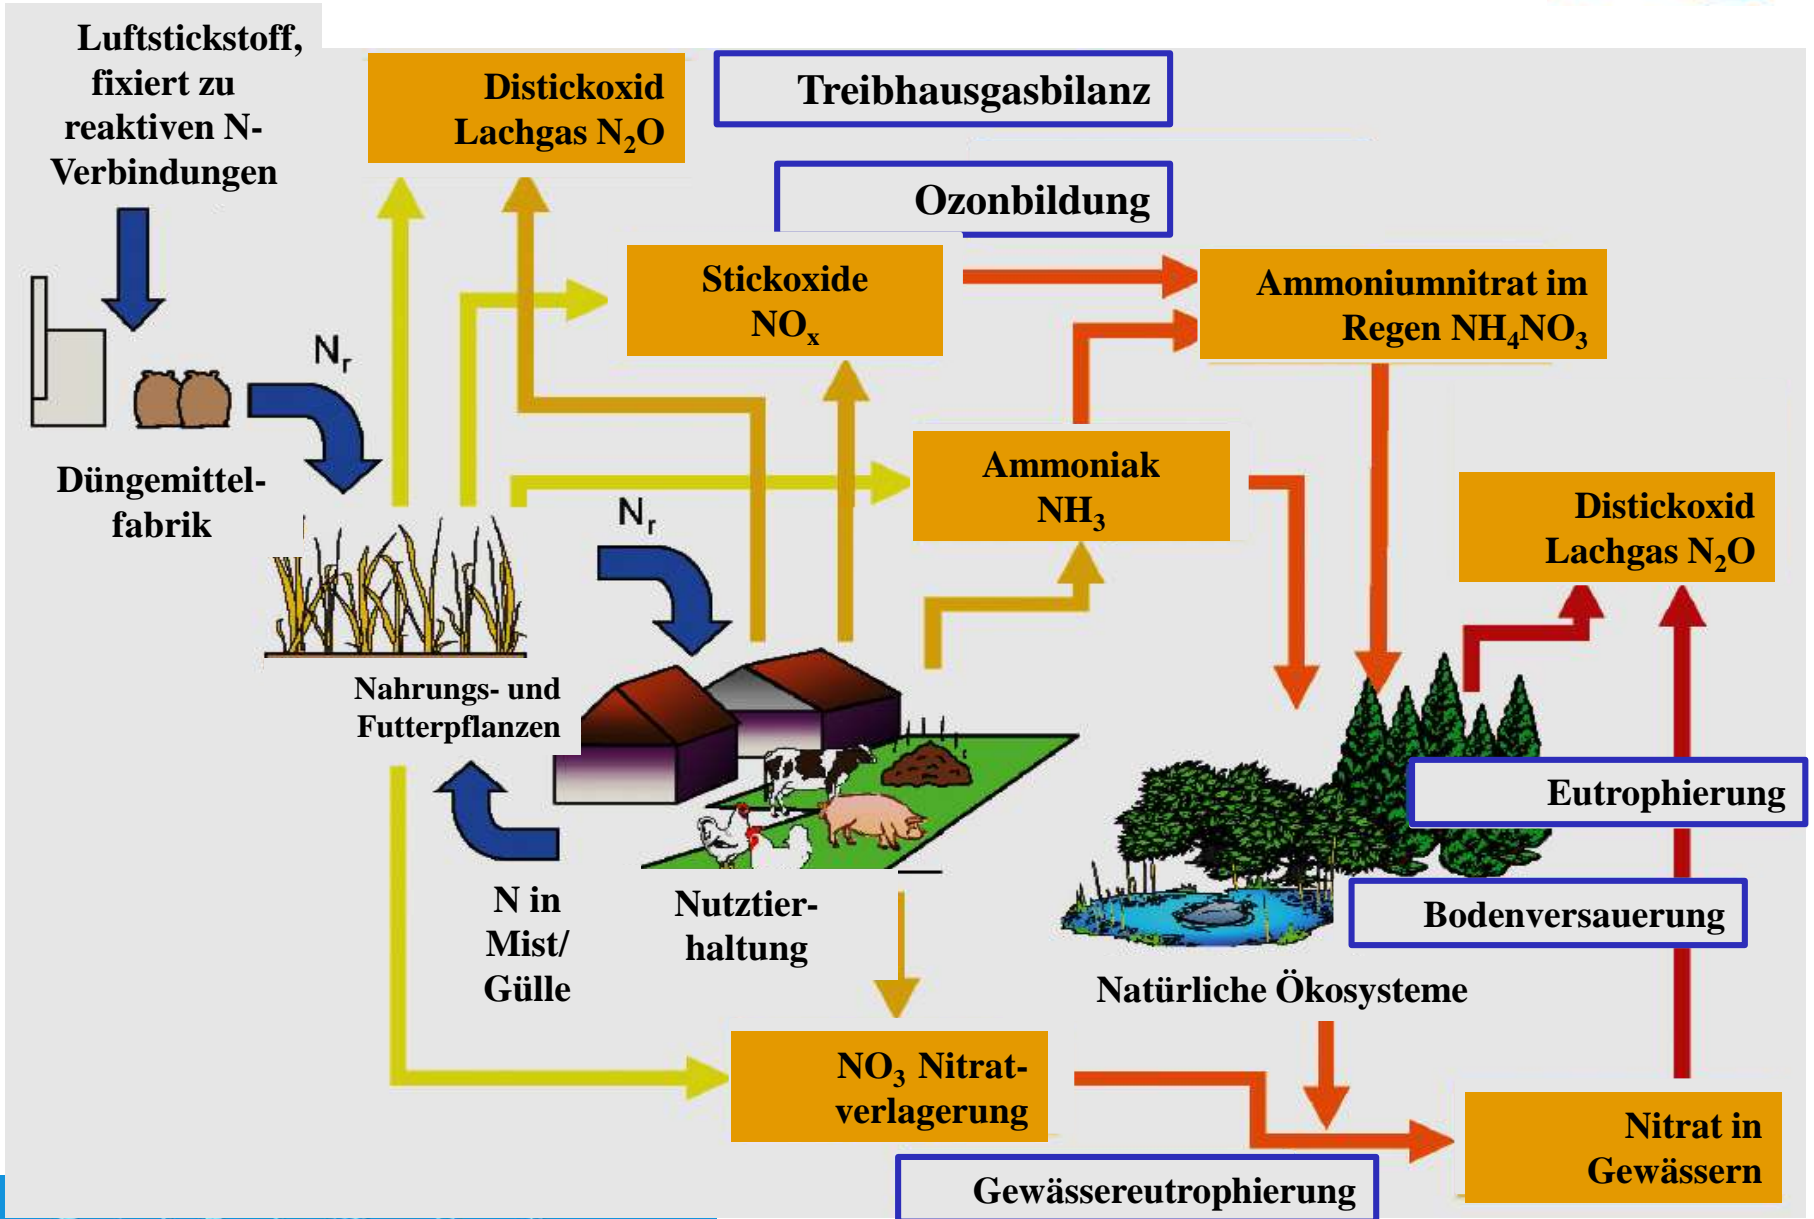 Luftstickstoff,
fixiert zu
reaktiven N-
Verbindungen
Distickoxid
Lachgas N₂O
Treibhausgasbilanz
Ozonbildung
Stickoxide
NOₓ
Ammoniumnitrat im
Regen NH₄NO₃
Nᵣ
Düngemittel-
fabrik
Ammoniak
NH₃
Nᵣ
Distickoxid
Lachgas N₂O
Nahrungs- und
Futterpflanzen
Eutrophierung
Bodenversauerung
N in
Mist/
Gülle
Nutztier-
haltung
Natürliche Ökosysteme
NO₃ Nitrat-
verlagerung
Nitrat in
Gewässern
Gewässereutrophierung